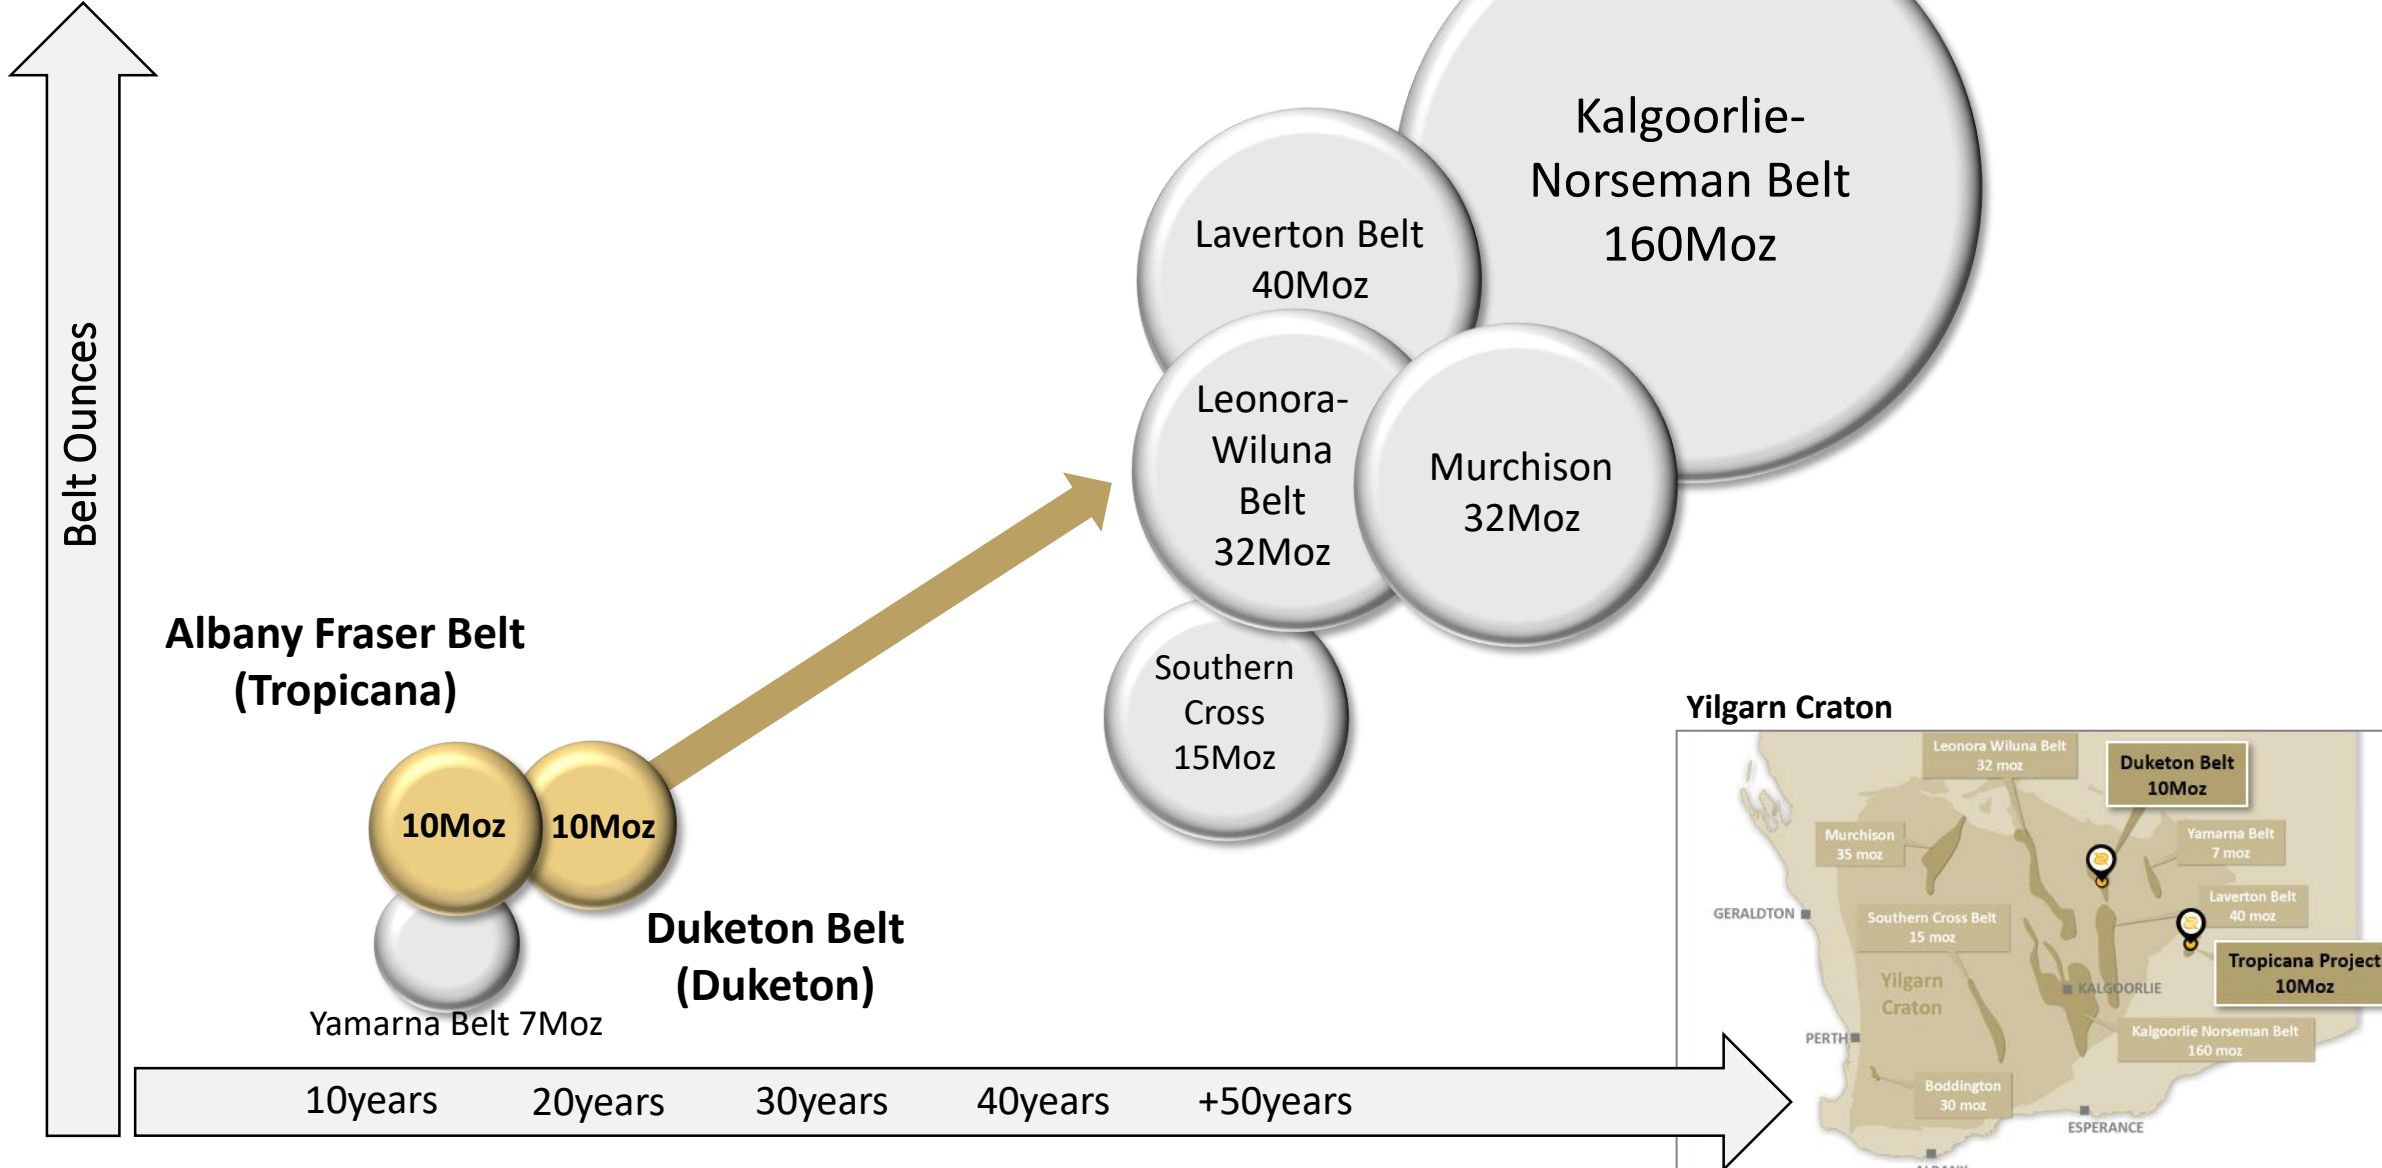 Belt Ounces
Kalgoorlie-
Norseman Belt
160Moz
Laverton Belt
40Moz
Leonora-
Wiluna
Belt
32Moz
Murchison
32Moz
Southern
Cross
15Moz
Albany Fraser Belt
(Tropicana)
10Moz
10Moz
Duketon Belt
(Duketon)
Yamarna Belt 7Moz
10years
20years
30years
40years
+50years
Yilgarn Craton
Leonora Wiluna Belt
32 moz
Duketon Belt
10Moz
Murchison
35 moz
Yamarna Belt
7 moz
Laverton Belt
40 moz
GERALDTON
Southern Cross Belt
15 moz
Tropicana Project
10Moz
Yilgarn
Craton
KALGOORLIE
Kalgoorlie Norseman Belt
160 moz
PERTH
Boddington
30 moz
ESPERANCE